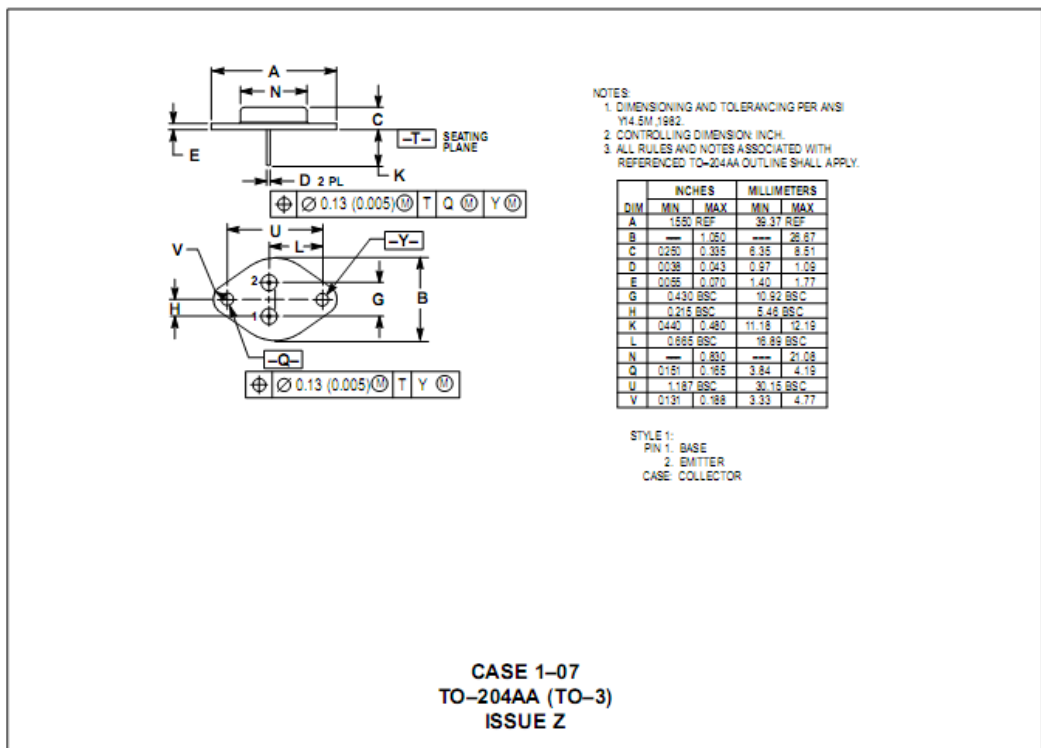 A
N
C
E
–T– SEATING PLANE
K
D 2 PL
⌖ ∅ 0.13 (0.005) Ⓜ T Q Ⓜ Y Ⓜ
U
L
–Y–
V
2
G
B
H
1
–Q–
⌖ ∅ 0.13 (0.005) Ⓜ T Y Ⓜ
NOTES:
1. DIMENSIONING AND TOLERANCING PER ANSI
Y14.5M ,1982.
2. CONTROLLING DIMENSION: INCH.
3. ALL RULES AND NOTES ASSOCIATED WITH
REFERENCED TO–204AA OUTLINE SHALL APPLY.
INCHES MILLIMETERS
DIM MIN MAX MIN MAX
A 1.550 REF 39.37 REF
B --- 1.050 --- 26.67
C 0.250 0.335 6.35 8.51
D 0.038 0.043 0.97 1.09
E 0.055 0.070 1.40 1.77
G 0.430 BSC 10.92 BSC
H 0.215 BSC 5.46 BSC
K 0.440 0.480 11.18 12.19
L 0.665 BSC 16.89 BSC
N --- 0.830 --- 21.08
Q 0.151 0.165 3.84 4.19
U 1.187 BSC 30.15 BSC
V 0.131 0.188 3.33 4.77
STYLE 1:
PIN 1. BASE
2. EMITTER
CASE: COLLECTOR
CASE 1–07
TO–204AA (TO–3)
ISSUE Z